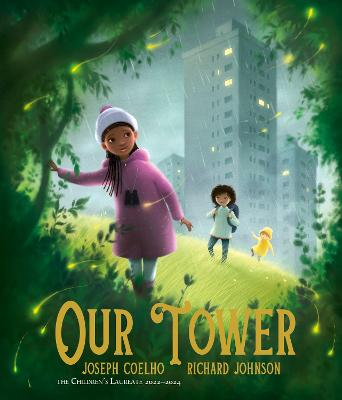 OUR TOWER
JOSEPH COELHO RICHARD JOHNSON
THE CHILDREN'S LAUREATE 2022–2024